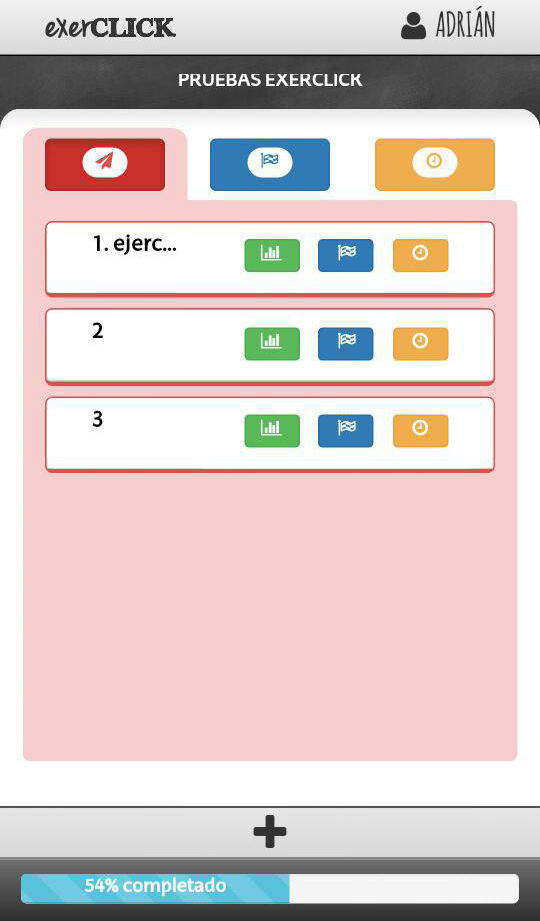 exerCLICK
ADRIÁN
PRUEBAS EXERCLICK
1. ejerc...
2
3
54% completado